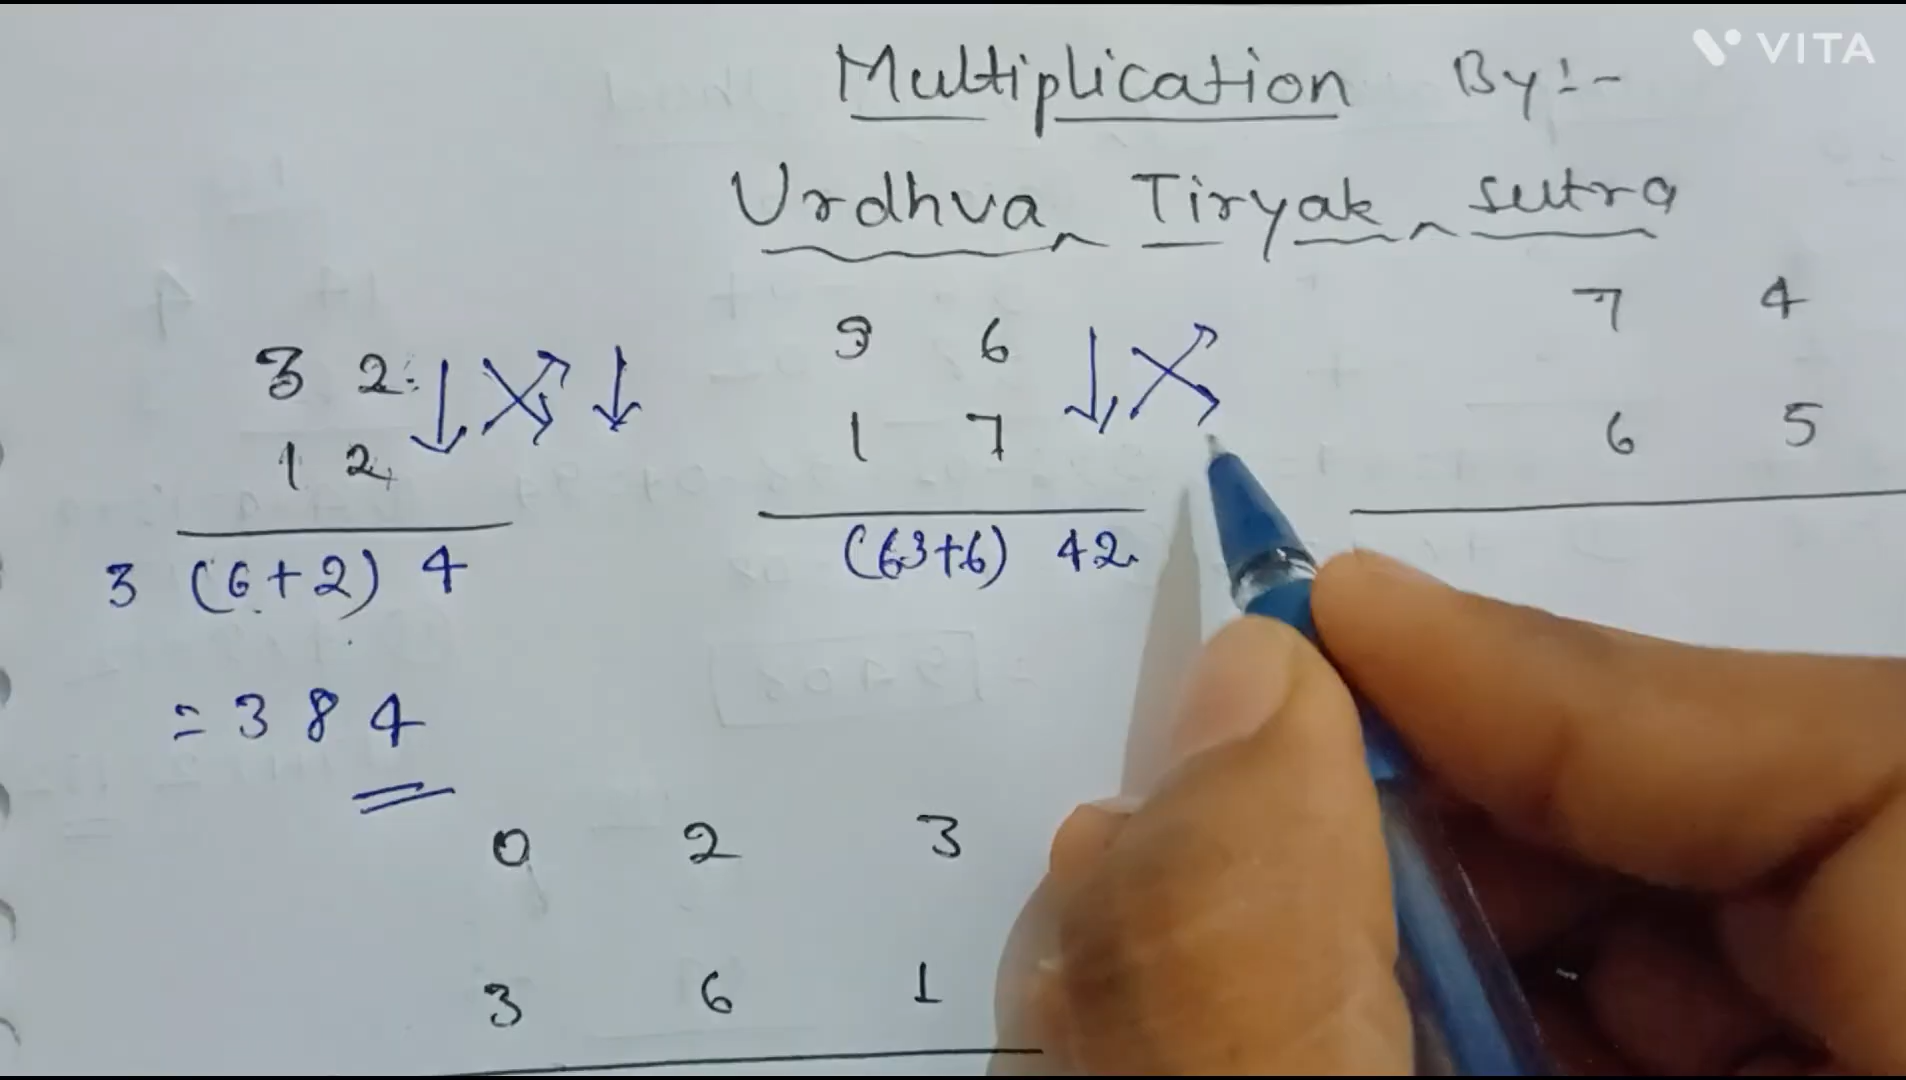 VITA
Multiplication By:-
Urdhva Tiryak sutra
3 2
1 2
3 (6+2) 4
= 3 8 4
9 6
1 7
(63+6) 42
7 4
6 5
0 2 3
3 6 1